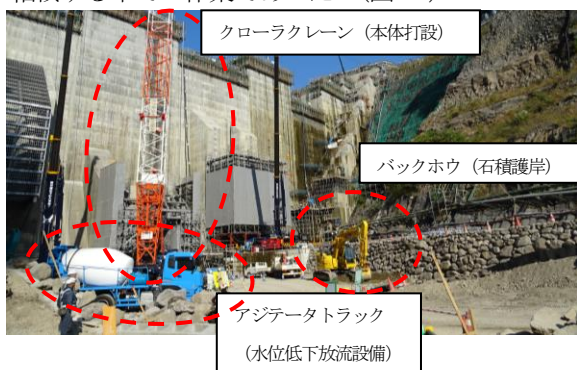 クローラクレーン（本体打設）
バックホウ（石積護岸）
アジテータトラック
（水位低下放流設備）